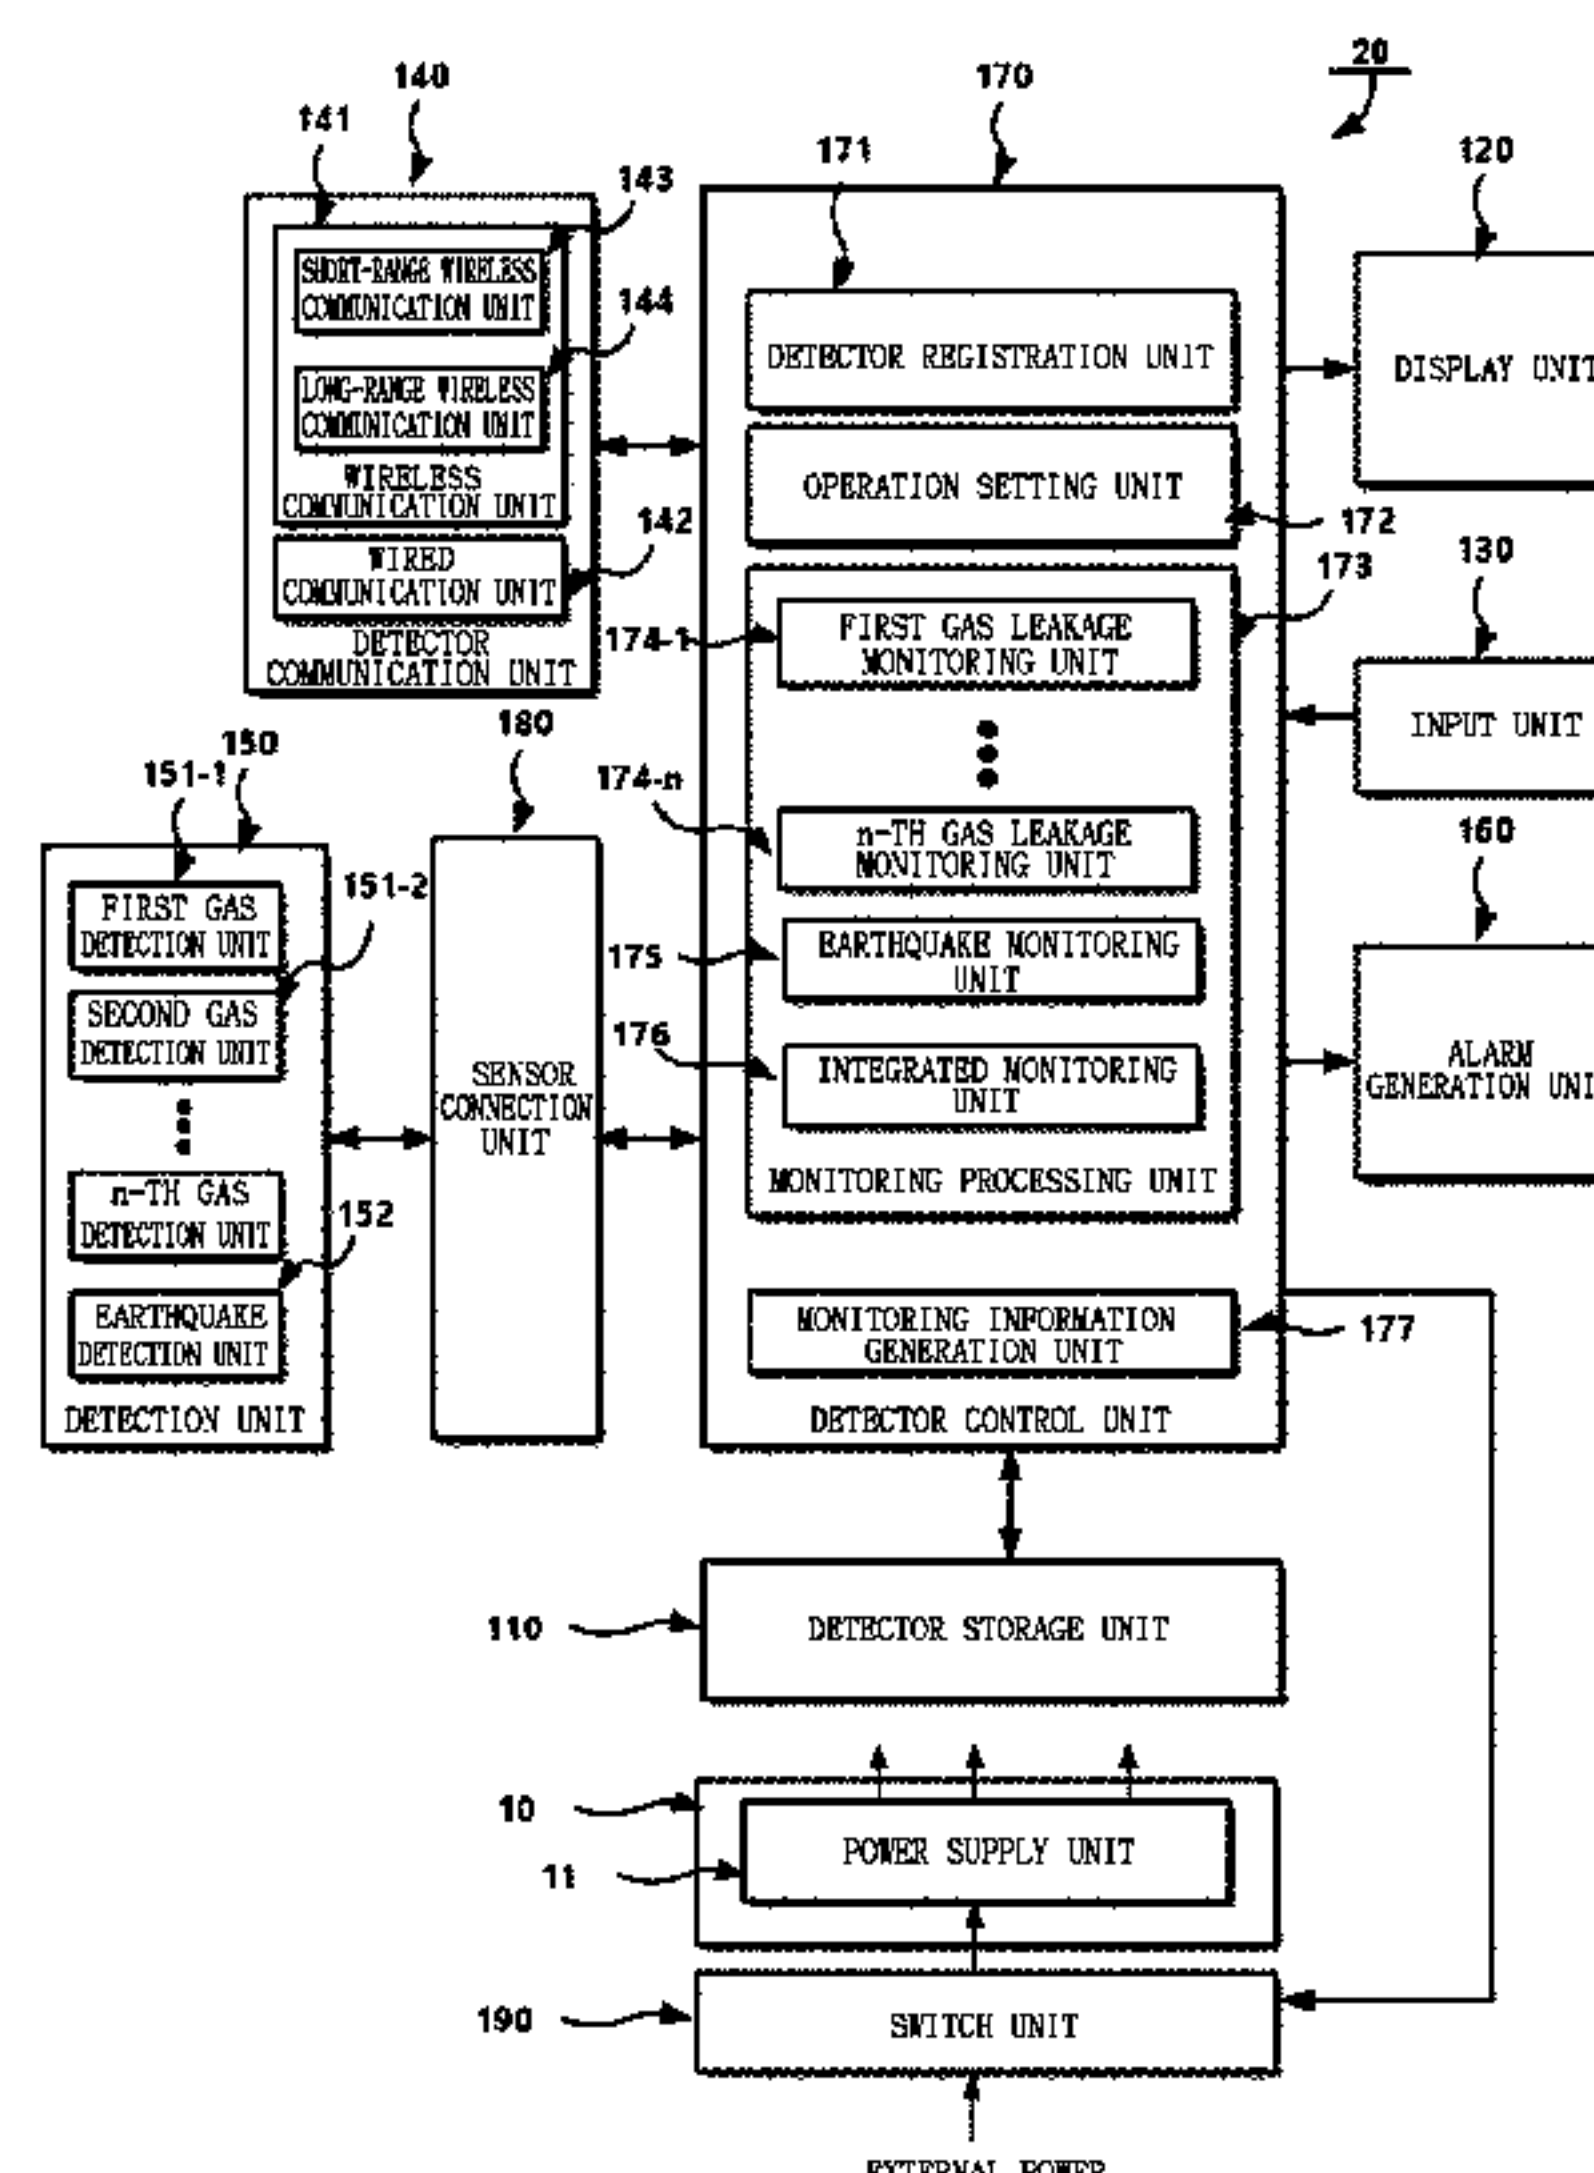 20
140
170
141
171
120
143
SHORT-RANGE WIRELESS
COMMUNICATION UNIT
144
LONG-RANGE WIRELESS
COMMUNICATION UNIT
WIRELESS
COMMUNICATION UNIT
142
WIRED
COMMUNICATION UNIT
DETECTOR
COMMUNICATION UNIT
DETECTOR REGISTRATION UNIT
DISPLAY UNIT
OPERATION SETTING UNIT
172
173
130
174-1
FIRST GAS LEAKAGE
MONITORING UNIT
INPUT UNIT
180
150
151-1
174-n
n-TH GAS LEAKAGE
MONITORING UNIT
160
FIRST GAS
DETECTION UNIT
151-2
SECOND GAS
DETECTION UNIT
n-TH GAS
DETECTION UNIT
152
EARTHQUAKE
DETECTION UNIT
DETECTION UNIT
SENSOR
CONNECTION
UNIT
175
EARTHQUAKE MONITORING
UNIT
176
INTEGRATED MONITORING
UNIT
MONITORING PROCESSING UNIT
ALARM
GENERATION UNI
MONITORING INFORMATION
GENERATION UNIT
177
DETECTOR CONTROL UNIT
110
DETECTOR STORAGE UNIT
10
11
POWER SUPPLY UNIT
190
SWITCH UNIT
EXTERNAL POWER